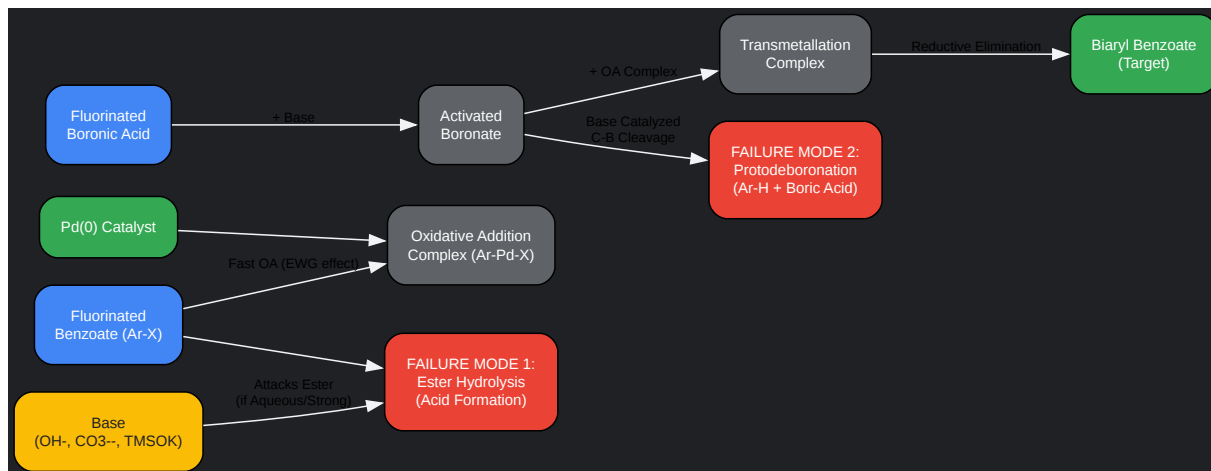 Transmetallation
Complex
Reductive Elimination
Biaryl Benzoate
(Target)
+ OA Complex
Fluorinated
Boronic Acid
+ Base
Activated
Boronate
Base Catalyzed
C-B Cleavage
FAILURE MODE 2:
Protodeboronation
(Ar-H + Boric Acid)
Pd(0) Catalyst
Oxidative Addition
Complex (Ar-Pd-X)
Fast OA (EWG effect)
Fluorinated
Benzoate (Ar-X)
FAILURE MODE 1:
Ester Hydrolysis
(Acid Formation)
Attacks Ester
(if Aqueous/Strong)
Base
(OH-, CO3--, TMSOK)